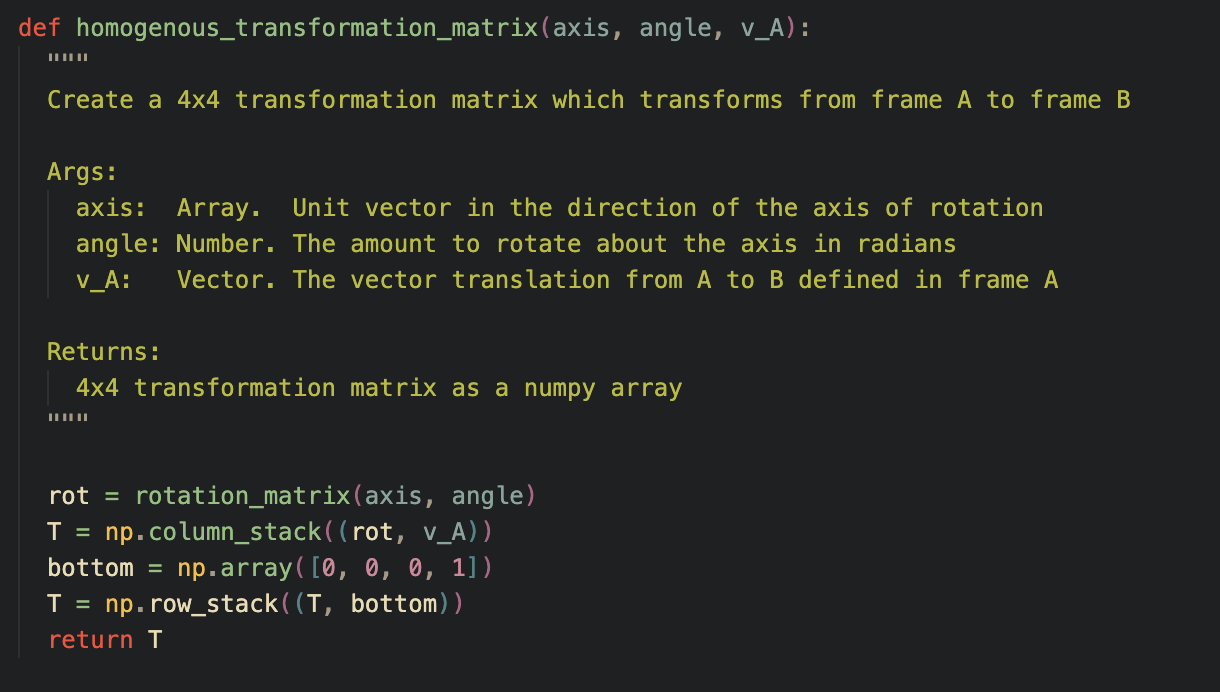 def homogenous_transformation_matrix(axis, angle, v_A):
"""
Create a 4x4 transformation matrix which transforms from frame A to frame B
Args:
axis:  Array.  Unit vector in the direction of the axis of rotation
angle: Number. The amount to rotate about the axis in radians
v_A:   Vector. The vector translation from A to B defined in frame A
Returns:
4x4 transformation matrix as a numpy array
"""
rot = rotation_matrix(axis, angle)
T = np.column_stack((rot, v_A))
bottom = np.array([0, 0, 0, 1])
T = np.row_stack((T, bottom))
return T